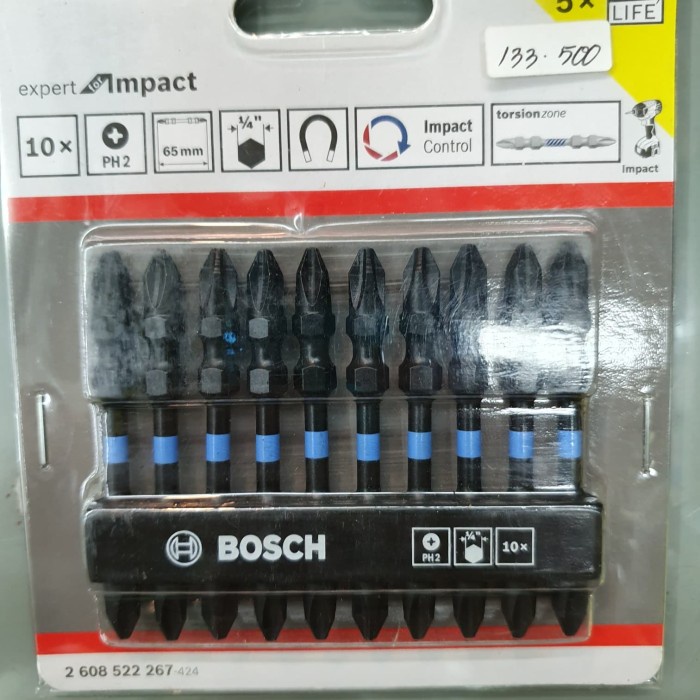 5×
LIFE
133.500
expert for Impact
10×
PH2
65mm
1/4"
Impact
Control
torsionzone
Impact
BOSCH
PH2
1/4"
10×
2 608 522 267-424